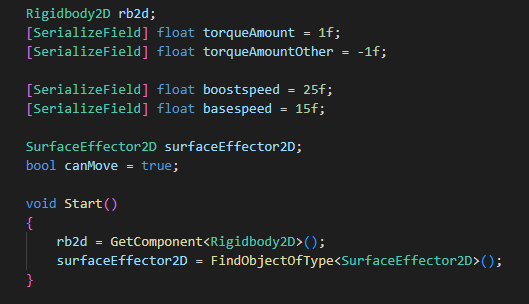 Rigidbody2D rb2d;
[SerializeField] float torqueAmount = 1f;
[SerializeField] float torqueAmountOther = -1f;
[SerializeField] float boostspeed = 25f;
[SerializeField] float basespeed = 15f;
SurfaceEffector2D surfaceEffector2D;
bool canMove = true;
void Start()
{
    rb2d = GetComponent<Rigidbody2D>();
    surfaceEffector2D = FindObjectOfType<SurfaceEffector2D>();
}